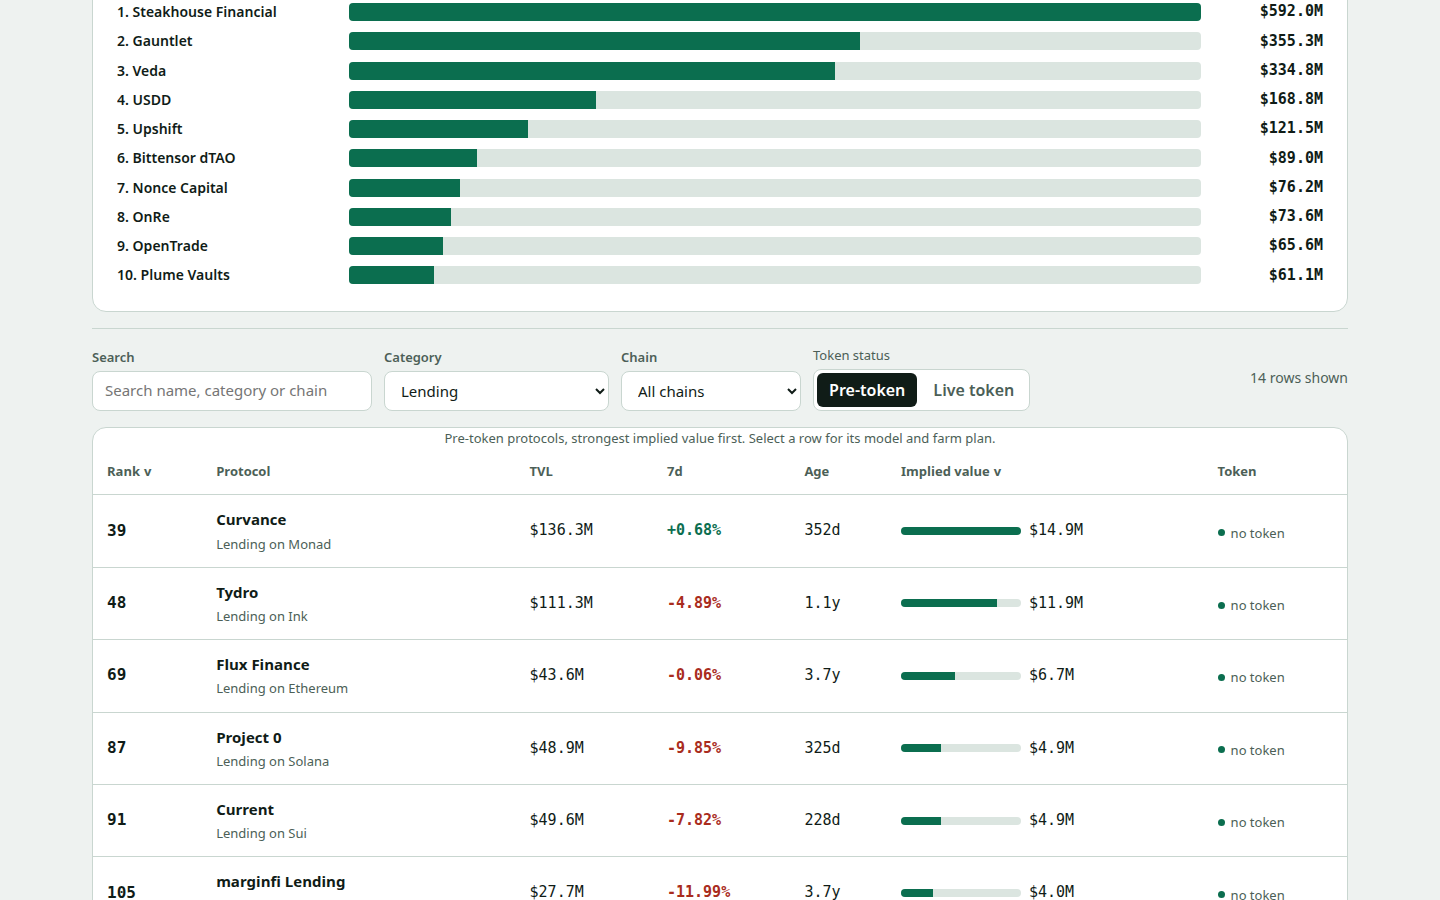 1. Steakhouse Financial $592.0M
2. Gauntlet $355.3M
3. Veda $334.8M
4. USDD $168.8M
5. Upshift $121.5M
6. Bittensor dTAO $89.0M
7. Nonce Capital $76.2M
8. OnRe $73.6M
9. OpenTrade $65.6M
10. Plume Vaults $61.1M
Search Category Chain Token status
Search name, category or chain Lending All chains Pre-token Live token 14 rows shown
Pre-token protocols, strongest implied value first. Select a row for its model and farm plan.
Rank v Protocol TVL 7d Age Implied value v Token
39 Curvance $136.3M +0.68% 352d $14.9M no token
Lending on Monad
48 Tydro $111.3M -4.89% 1.1y $11.9M no token
Lending on Ink
69 Flux Finance $43.6M -0.06% 3.7y $6.7M no token
Lending on Ethereum
87 Project 0 $48.9M -9.85% 325d $4.9M no token
Lending on Solana
91 Current $49.6M -7.82% 228d $4.9M no token
Lending on Sui
105 marginfi Lending $27.7M -11.99% 3.7y $4.0M no token